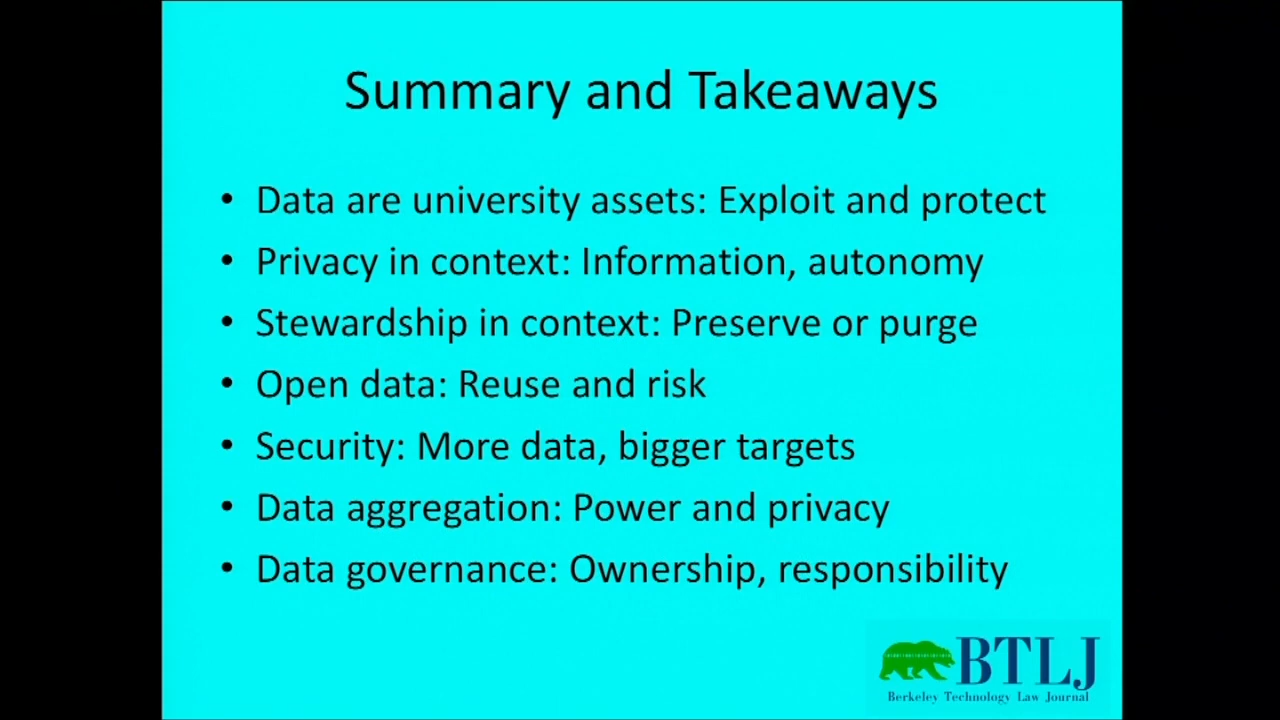 Summary and Takeaways
• Data are university assets: Exploit and protect
• Privacy in context: Information, autonomy
• Stewardship in context: Preserve or purge
• Open data: Reuse and risk
• Security: More data, bigger targets
• Data aggregation: Power and privacy
• Data governance: Ownership, responsibility
BTLJ
Berkeley Technology Law Journal